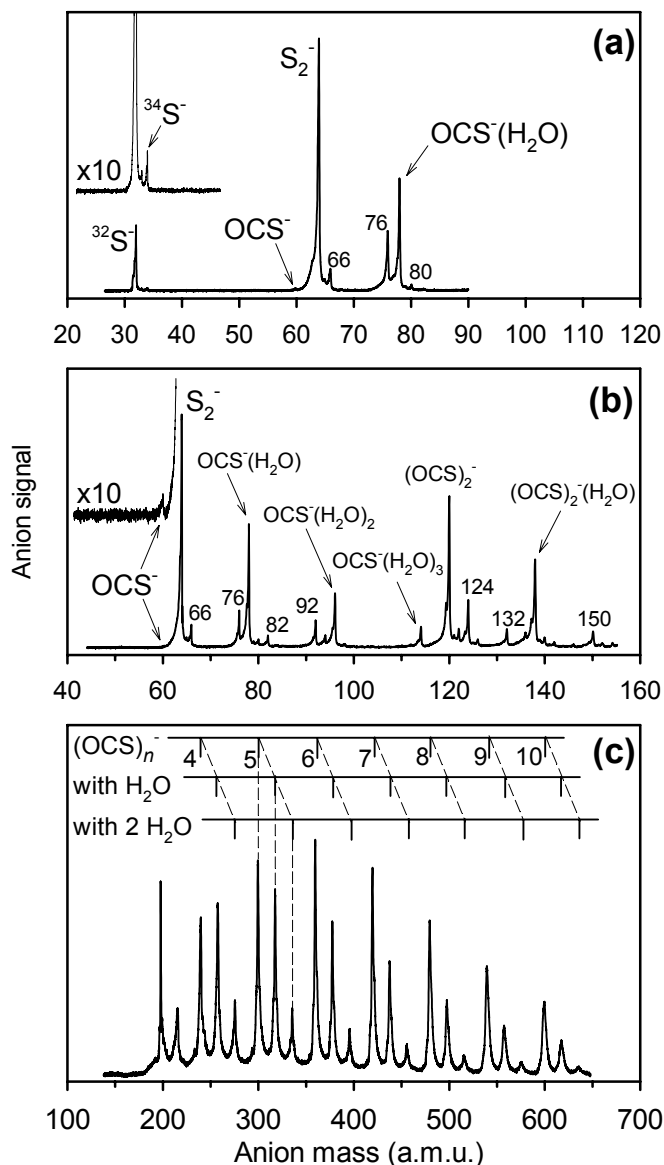 (a)
S₂⁻
³⁴S⁻
OCS⁻(H₂O)
x10
³²S⁻
OCS⁻
76
66
80
20 30 40 50 60 70 80 90 100 110 120
(b)
S₂⁻
OCS⁻(H₂O)
(OCS)₂⁻
x10
OCS⁻(H₂O)₂
(OCS)₂⁻(H₂O)
OCS⁻(H₂O)₃
OCS⁻
66
76
82
92
124
132
150
40 60 80 100 120 140 160
Anion signal
(c)
(OCS)ₙ⁻
4 5 6 7 8 9 10
with H₂O
with 2 H₂O
100 200 300 400 500 600 700
Anion mass (a.m.u.)